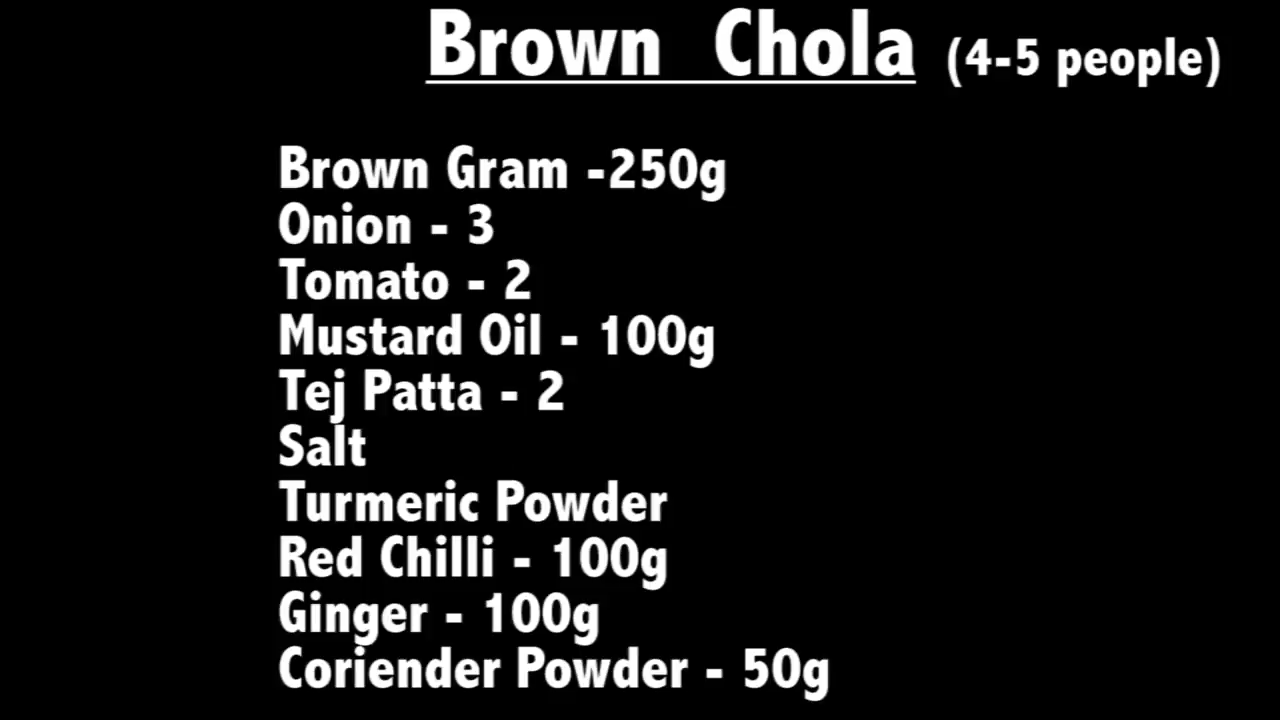 Brown Chola (4-5 people)
Brown Gram -250g
Onion - 3
Tomato - 2
Mustard Oil - 100g
Tej Patta - 2
Salt
Turmeric Powder
Red Chilli - 100g
Ginger - 100g
Coriender Powder - 50g